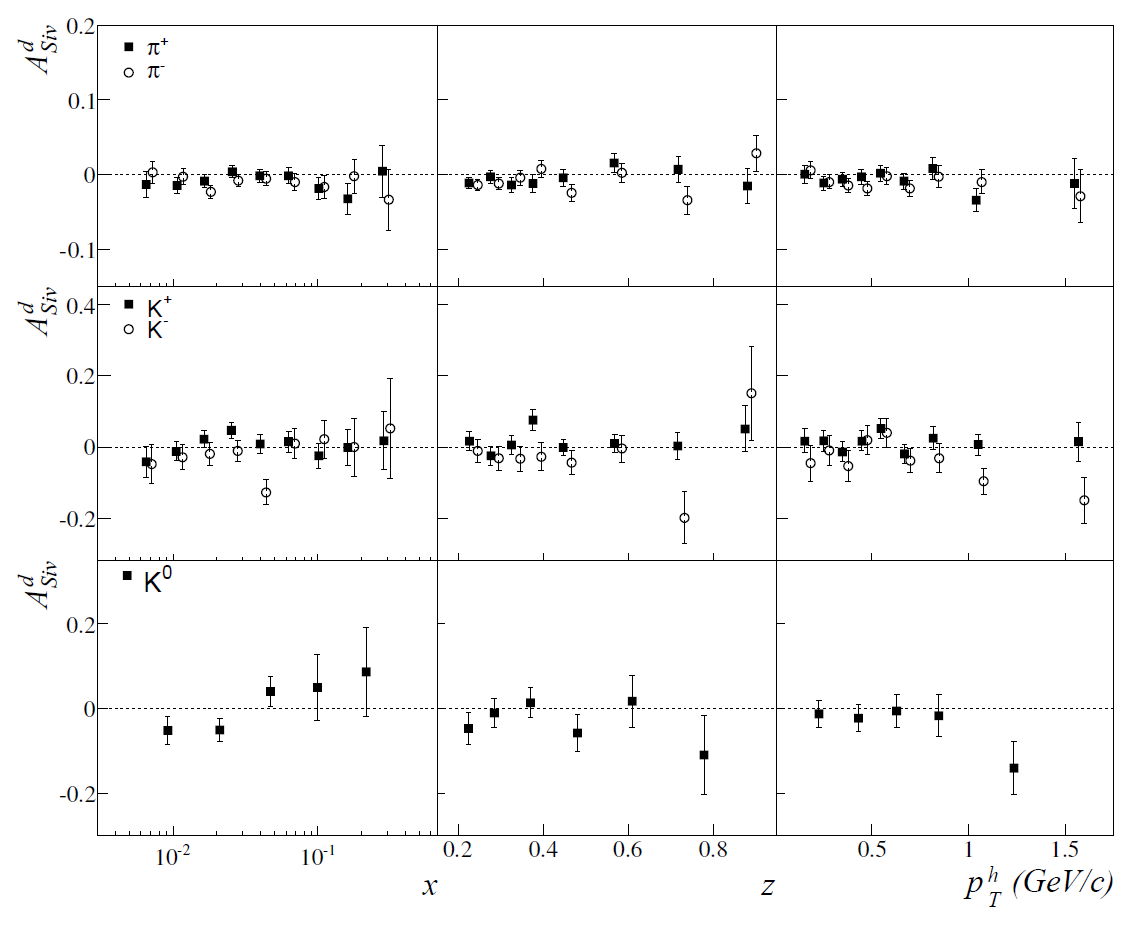 A^d_Siv
0.2
0.1
0
-0.1
π+
π-
A^d_Siv
0.4
0.2
0
-0.2
K+
K-
A^d_Siv
0.2
0
-0.2
K0
10-2 10-1
0.2 0.4 0.6 0.8
0.5 1 1.5
x
z
p^h_T (GeV/c)